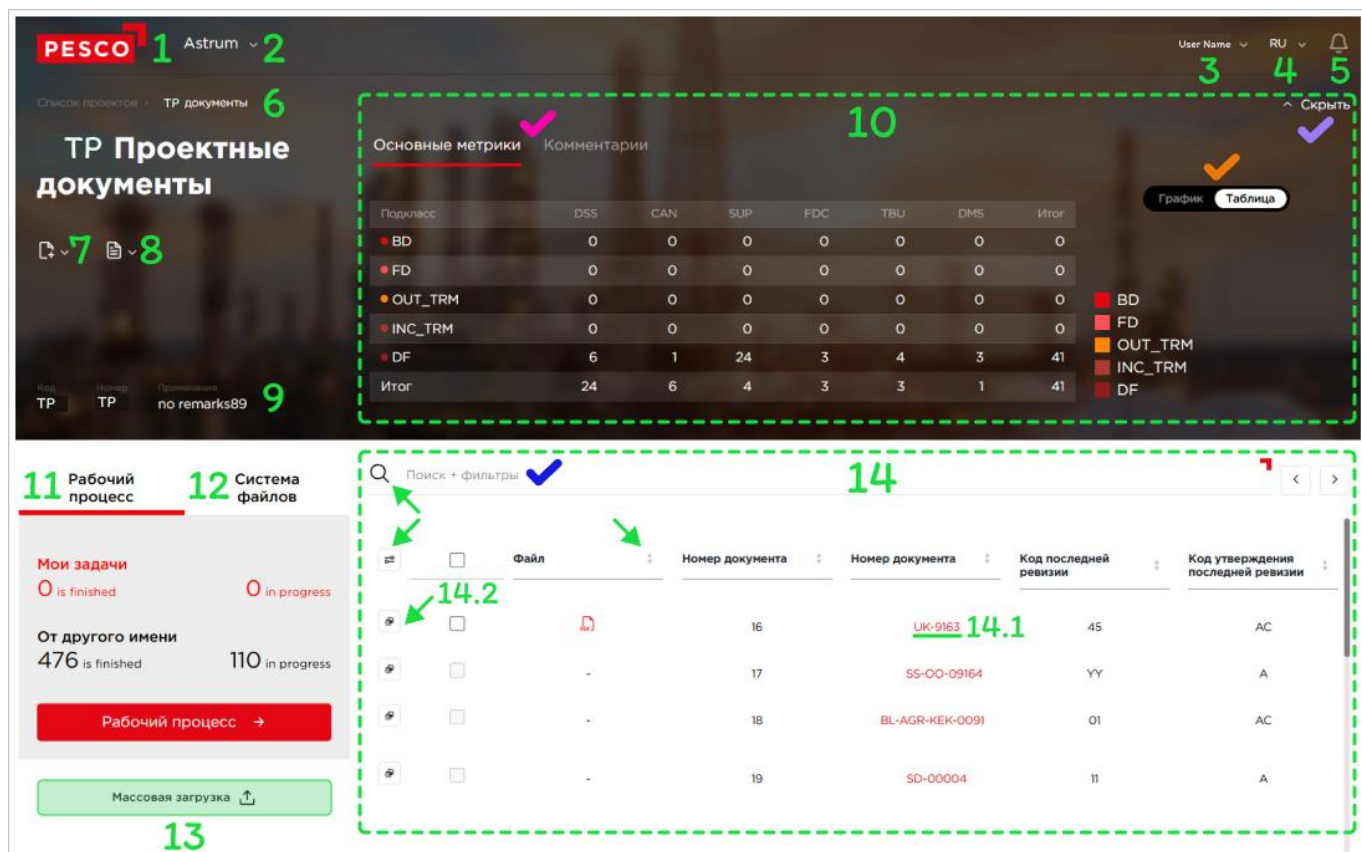 PESCO 1 Astrum 2
User Name RU
3 4 5
Список проектов ТР документы 6
ТР Проектные
документы
7 8
Код Номер Примечания
ТР ТР no remarks89 9
10
Скрыть
Основные метрики Комментарии
График Таблица
Подкласс DSS CAN SUP FDC TBU DMS Итог
BD 0 0 0 0 0 0 0
FD 0 0 0 0 0 0 0
OUT_TRM 0 0 0 0 0 0 0
INC_TRM 0 0 0 0 0 0 0
DF 6 1 24 3 4 3 41
Итог 24 6 4 3 3 1 41
BD
FD
OUT_TRM
INC_TRM
DF
11 Рабочий
процесс
12 Система
файлов
Мои задачи
0 is finished 0 in progress
От другого имени
476 is finished 110 in progress
Рабочий процесс →
Массовая загрузка
13
Поиск + фильтры 14
< >
Файл Номер документа Номер документа Код последней
ревизии
Код утверждения
последней ревизии
14.2
16 UK-9163 14.1 45 AC
- 17 SS-OO-09164 YY A
- 18 BL-AGR-KEK-0091 01 AC
- 19 SD-00004 11 A